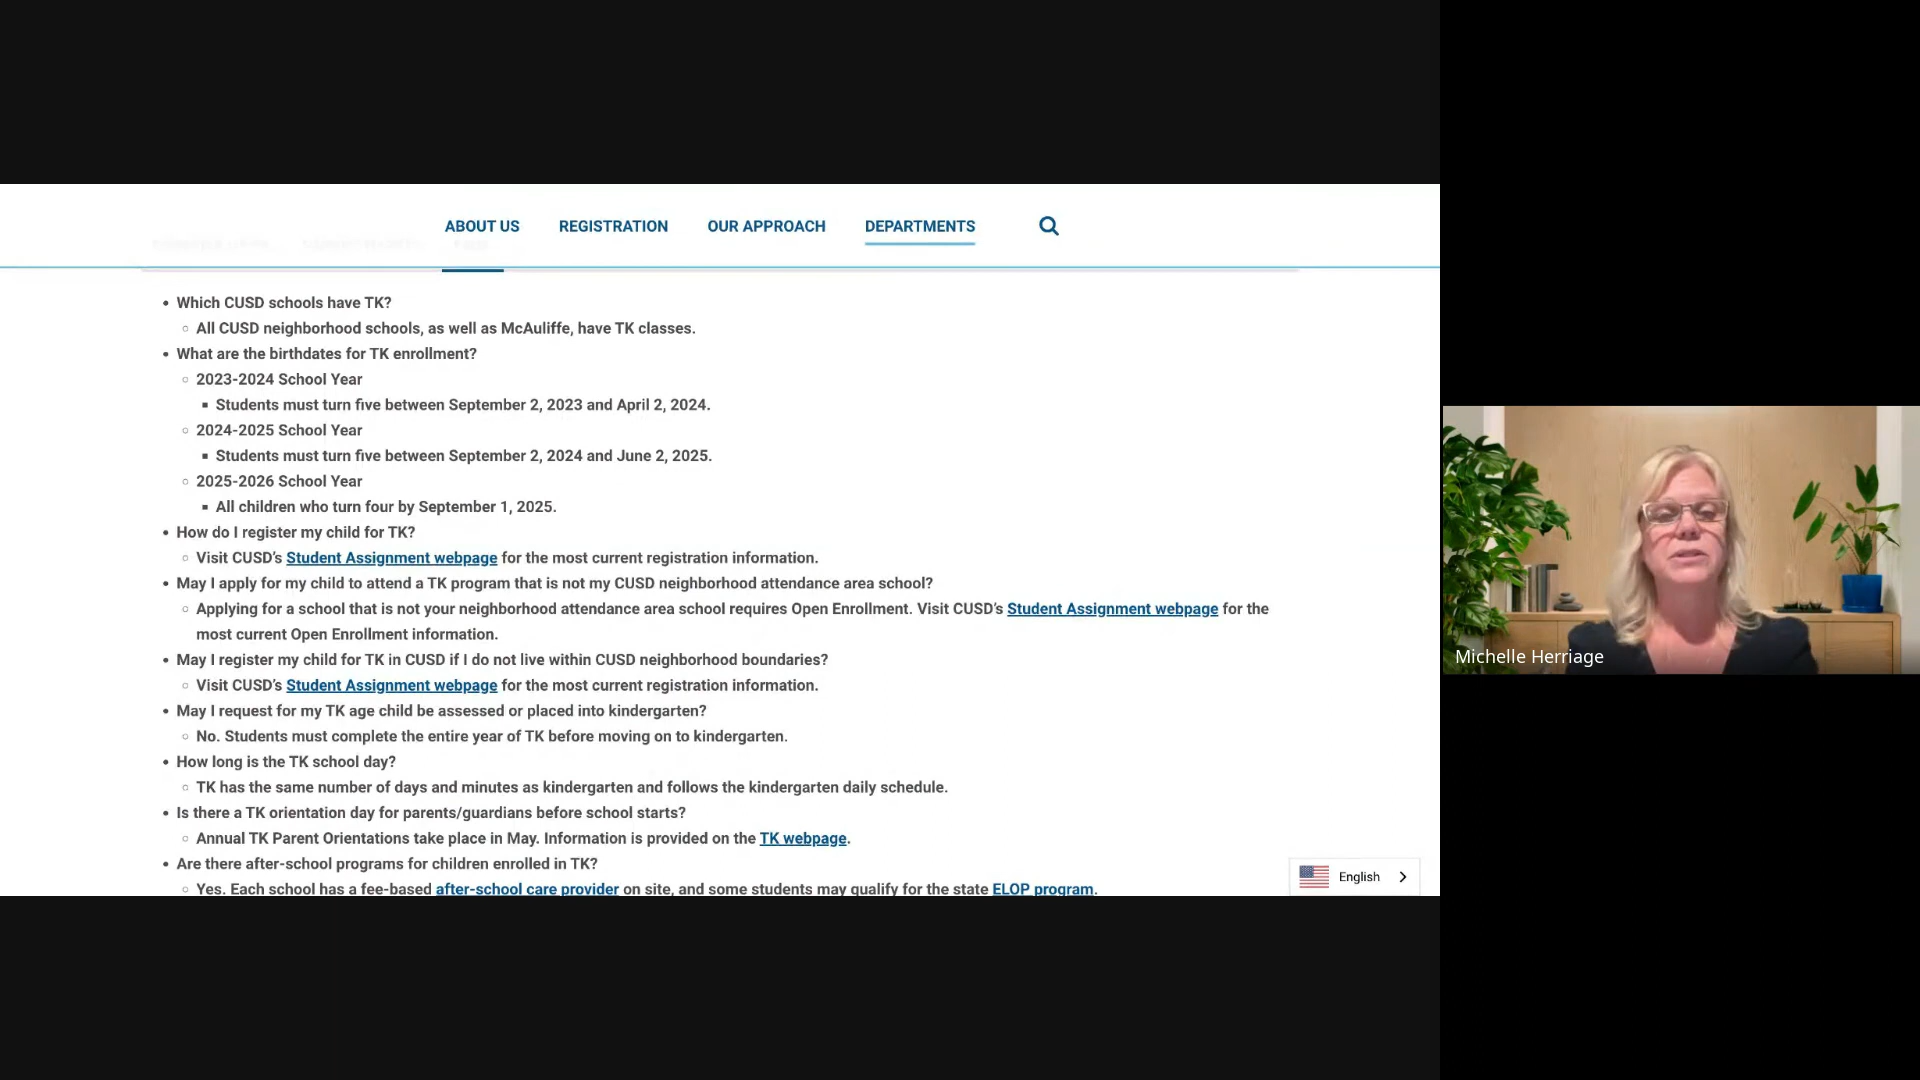 ABOUT US REGISTRATION OUR APPROACH DEPARTMENTS
• Which CUSD schools have TK?
○ All CUSD neighborhood schools, as well as McAuliffe, have TK classes.
• What are the birthdates for TK enrollment?
○ 2023-2024 School Year
▪ Students must turn five between September 2, 2023 and April 2, 2024.
○ 2024-2025 School Year
▪ Students must turn five between September 2, 2024 and June 2, 2025.
○ 2025-2026 School Year
▪ All children who turn four by September 1, 2025.
• How do I register my child for TK?
○ Visit CUSD’s Student Assignment webpage for the most current registration information.
• May I apply for my child to attend a TK program that is not my CUSD neighborhood attendance area school?
○ Applying for a school that is not your neighborhood attendance area school requires Open Enrollment. Visit CUSD’s Student Assignment webpage for the
most current Open Enrollment information.
• May I register my child for TK in CUSD if I do not live within CUSD neighborhood boundaries?
○ Visit CUSD’s Student Assignment webpage for the most current registration information.
• May I request for my TK age child be assessed or placed into kindergarten?
○ No. Students must complete the entire year of TK before moving on to kindergarten.
• How long is the TK school day?
○ TK has the same number of days and minutes as kindergarten and follows the kindergarten daily schedule.
• Is there a TK orientation day for parents/guardians before school starts?
○ Annual TK Parent Orientations take place in May. Information is provided on the TK webpage.
• Are there after-school programs for children enrolled in TK?
○ Yes. Each school has a fee-based after-school care provider on site, and some students may qualify for the state ELOP program.
English
Michelle Herriage